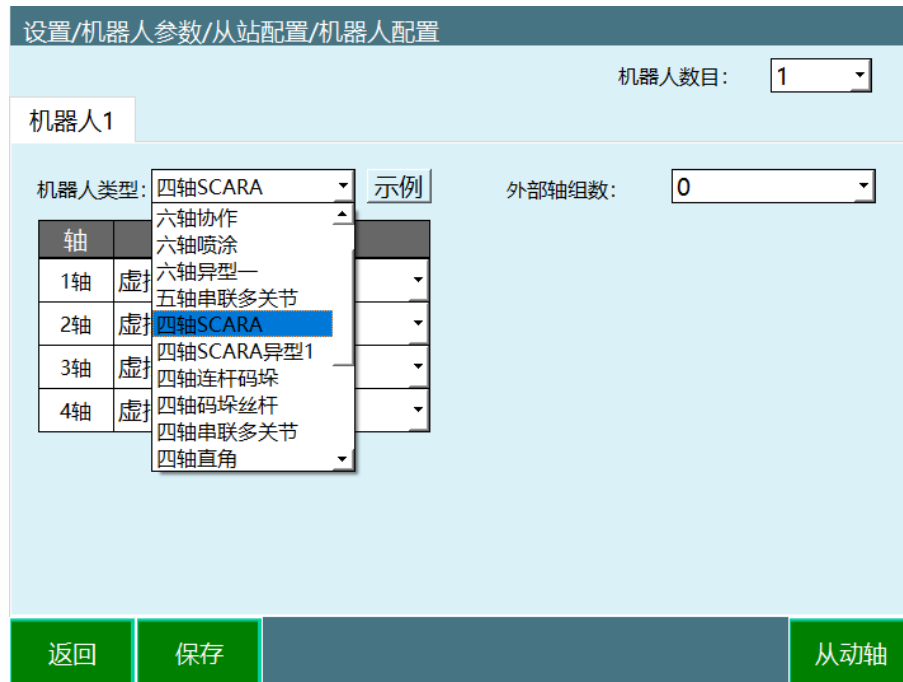 设置/机器人参数/从站配置/机器人配置
机器人数目： 1
机器人1
机器人类型: 四轴SCARA 示例 外部轴组数： 0
六轴协作
六轴喷涂
六轴异型一
五轴串联多关节
四轴SCARA
四轴SCARA异型1
四轴连杆码垛
四轴码垛丝杆
四轴串联多关节
四轴直角
轴
1轴 虚
2轴 虚
3轴 虚
4轴 虚
返回 保存 从动轴